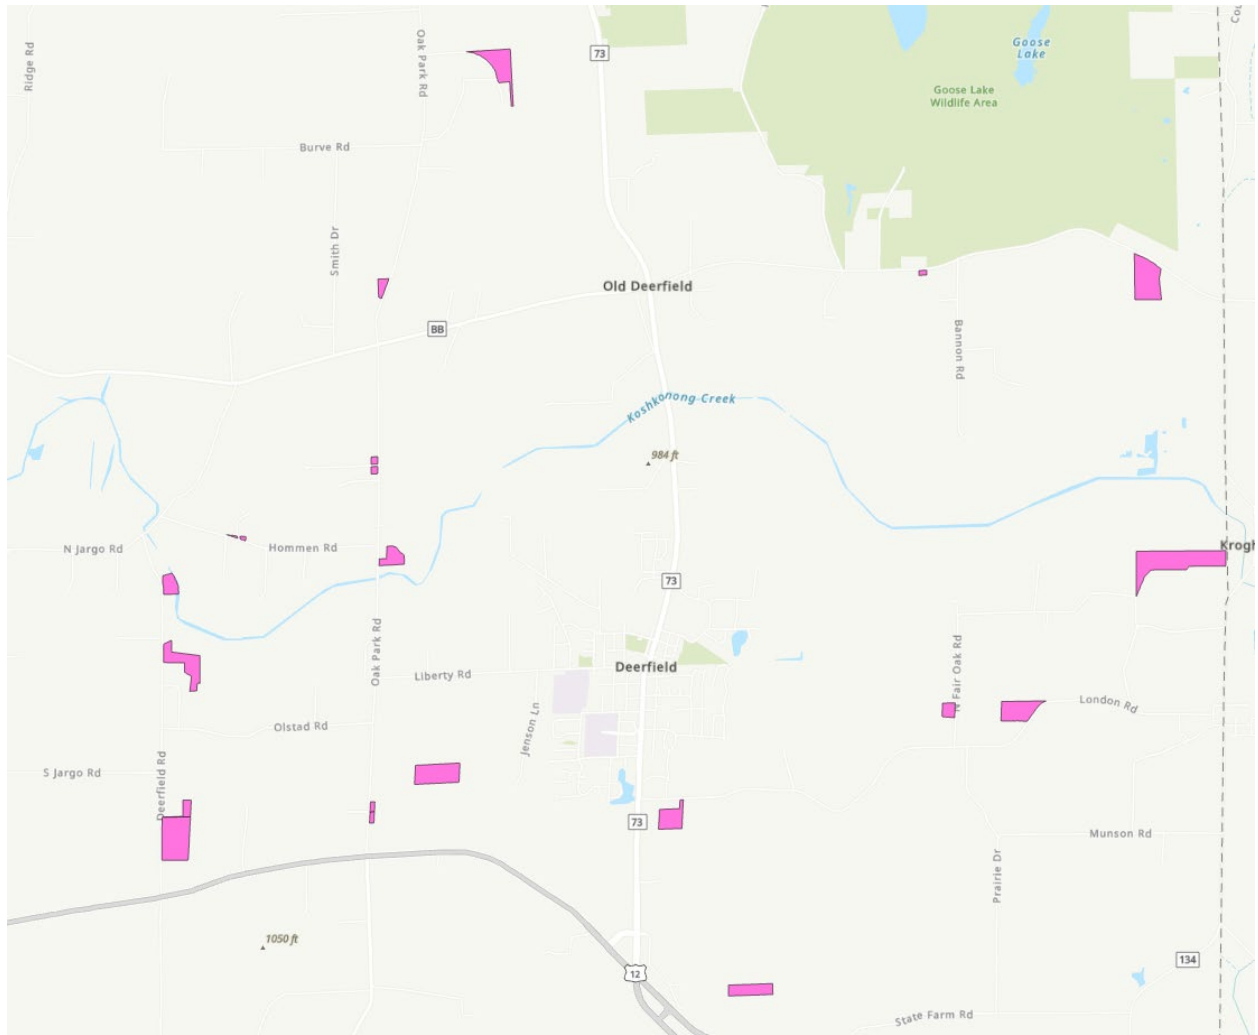 Cou
Ridge Rd
Oak Park Rd
73
Goose
Lake
Goose Lake
Wildlife Area
Burve Rd
Smith Dr
Old Deerfield
BB
Bannon Rd
Koshkonong Creek
984 ft
N Jargo Rd
Hommen Rd
Krogh
73
Oak Park Rd
Liberty Rd
Deerfield
N Fair Oak Rd
London Rd
Jenson Ln
Olstad Rd
S Jargo Rd
Deerfield Rd
73
Munson Rd
Prairie Dr
1050 ft
134
12
State Farm Rd